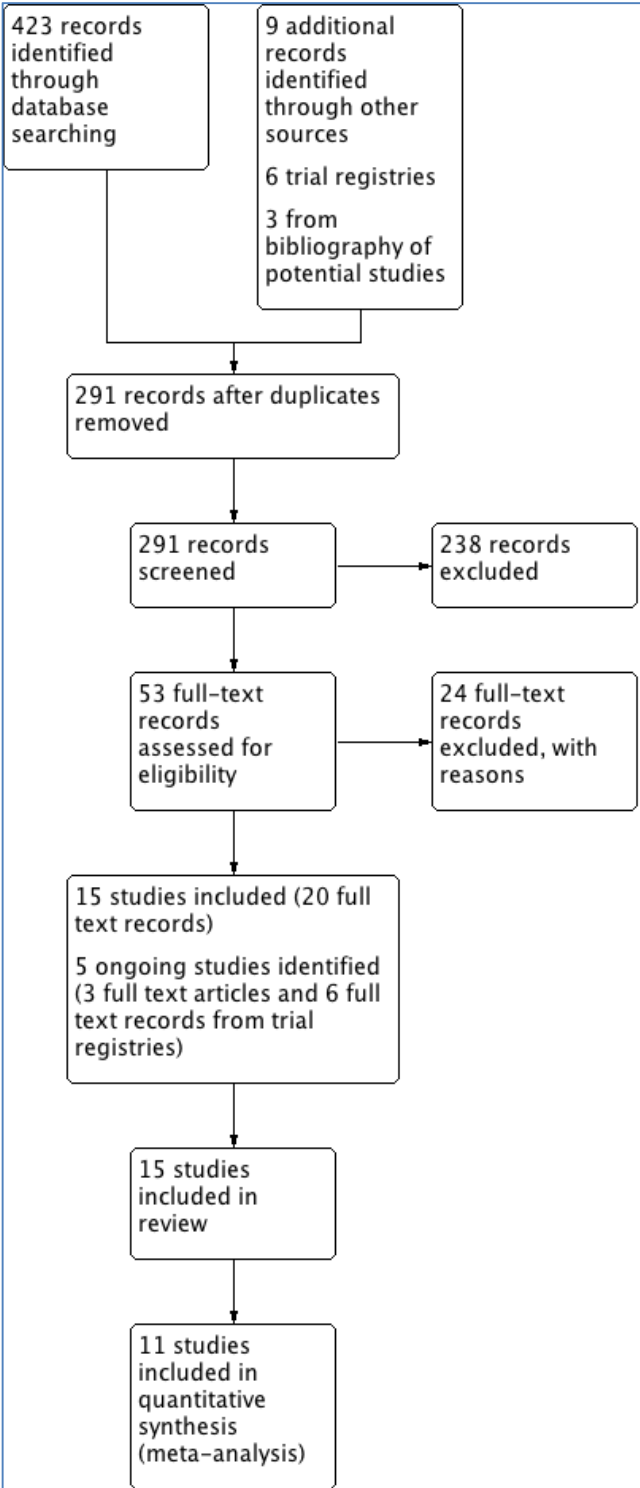 423 records
identified
through
database
searching
9 additional
records
identified
through other
sources
6 trial registries
3 from
bibliography of
potential studies
291 records after duplicates
removed
291 records
screened
238 records
excluded
53 full-text
records
assessed for
eligibility
24 full-text
records
excluded, with
reasons
15 studies included (20 full
text records)
5 ongoing studies identified
(3 full text articles and 6 full
text records from trial
registries)
15 studies
included in
review
11 studies
included in
quantitative
synthesis
(meta-analysis)